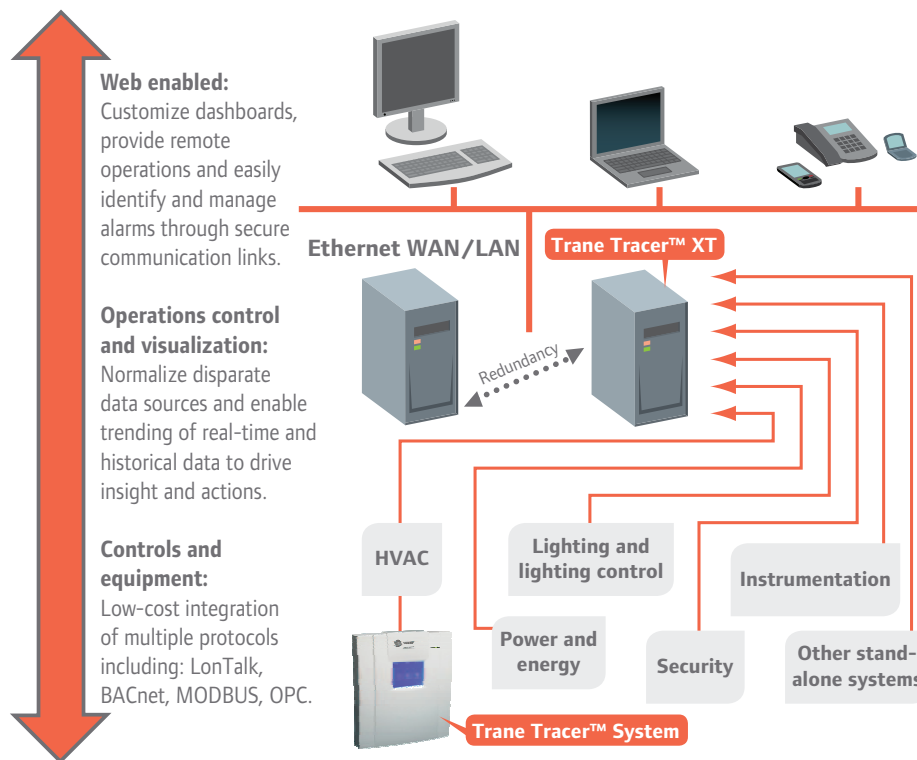 Web enabled:
Customize dashboards,
provide remote
operations and easily
identify and manage
alarms through secure
communication links.
Operations control
and visualization:
Normalize disparate
data sources and enable
trending of real-time and
historical data to drive
insight and actions.
Controls and
equipment:
Low-cost integration
of multiple protocols
including: LonTalk,
BACnet, MODBUS, OPC.
Ethernet WAN/LAN
Trane Tracer™ XT
Redundancy
HVAC
Lighting and
lighting control
Instrumentation
Power and
energy
Security
Other stand-
alone systems
Trane Tracer™ System